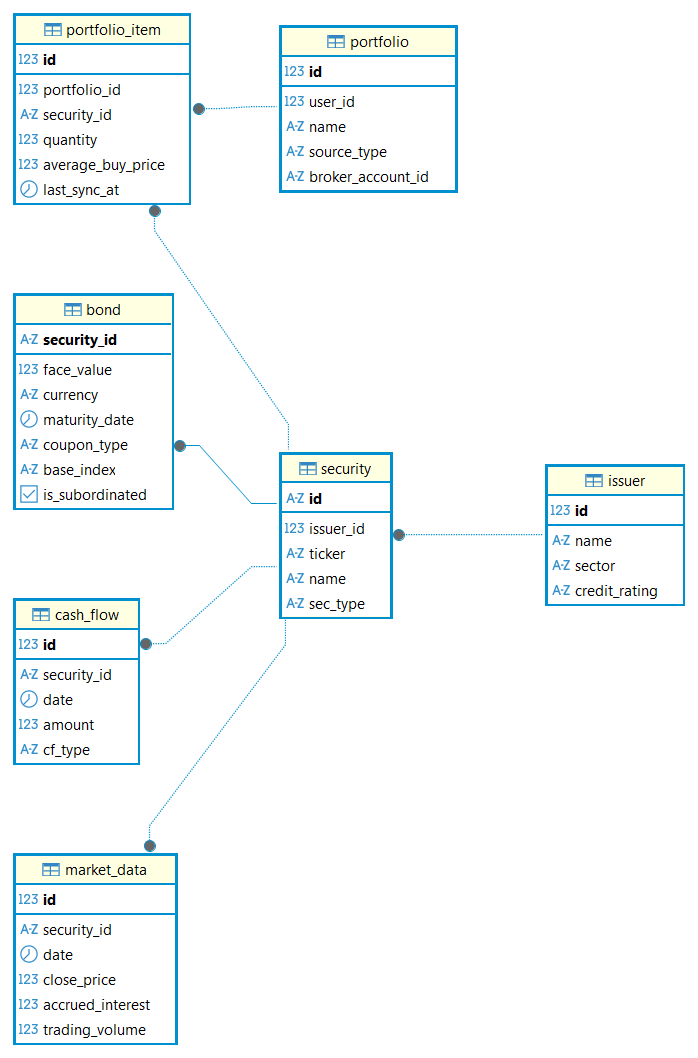 portfolio_item
123 id
123 portfolio_id
A-Z security_id
123 quantity
123 average_buy_price
last_sync_at
portfolio
123 id
123 user_id
A-Z name
A-Z source_type
A-Z broker_account_id
bond
A-Z security_id
123 face_value
A-Z currency
maturity_date
A-Z coupon_type
A-Z base_index
is_subordinated
security
A-Z id
123 issuer_id
A-Z ticker
A-Z name
A-Z sec_type
issuer
123 id
A-Z name
A-Z sector
A-Z credit_rating
cash_flow
123 id
A-Z security_id
date
123 amount
A-Z cf_type
market_data
123 id
A-Z security_id
date
123 close_price
123 accrued_interest
123 trading_volume